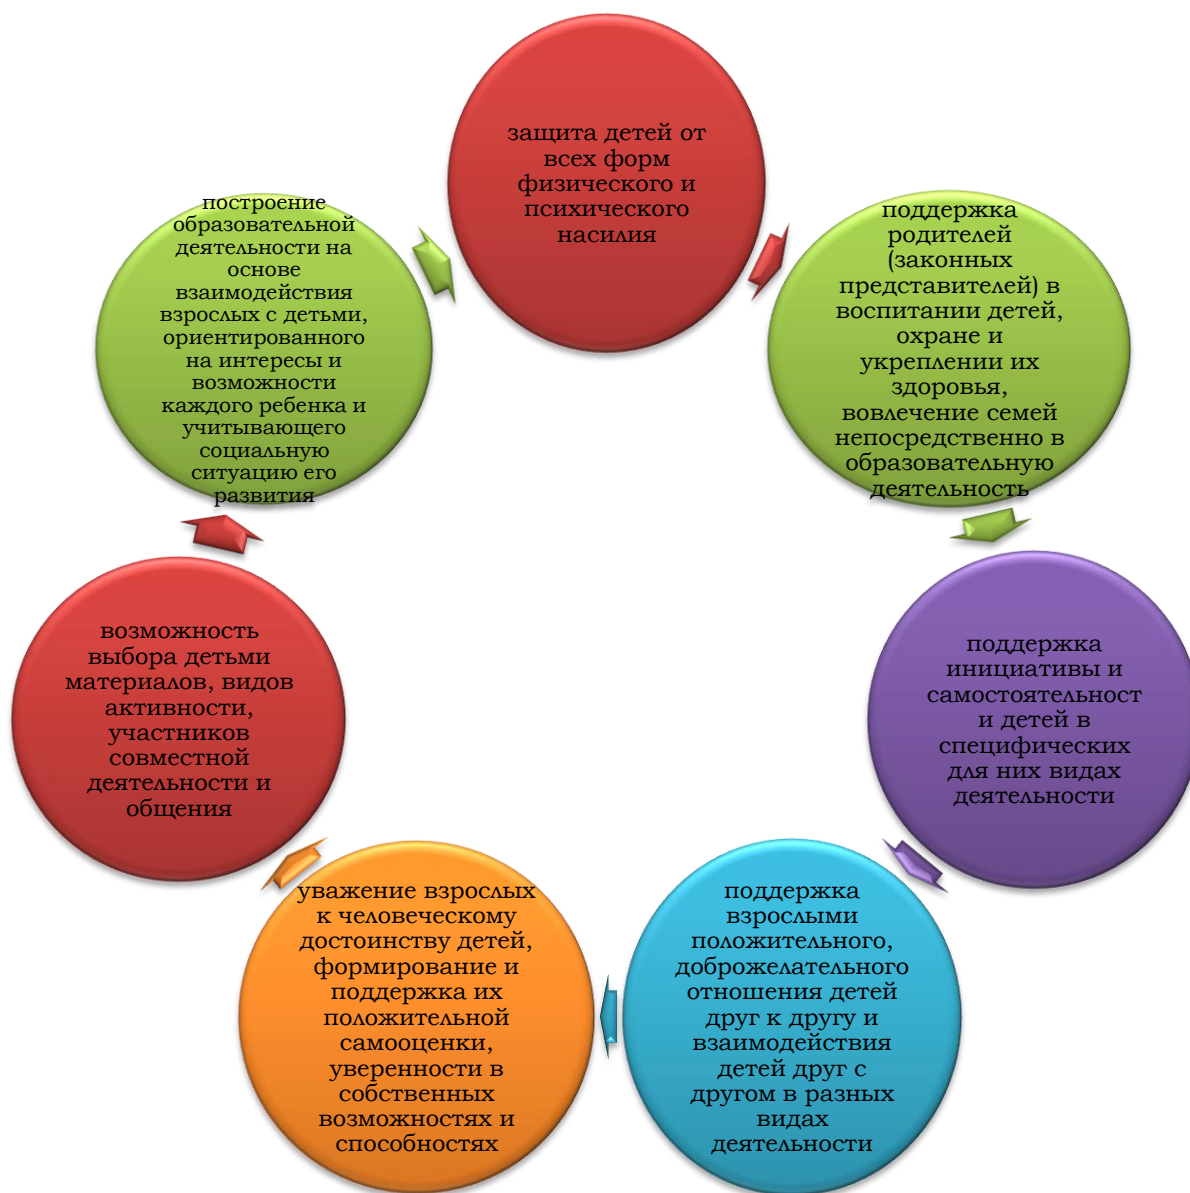 защита детей от
всех форм
физического и
психического
насилия
поддержка
родителей
(законных
представителей) в
воспитании детей,
охране и
укреплении их
здоровья,
вовлечение семей
непосредственно в
образовательную
деятельность
поддержка
инициативы и
самостоятельност
и детей в
специфических
для них видах
деятельности
поддержка
взрослыми
положительного,
доброжелательного
отношения детей
друг к другу и
взаимодействия
детей друг с
другом в разных
видах
деятельности
уважение взрослых
к человеческому
достоинству детей,
формирование и
поддержка их
положительной
самооценки,
уверенности в
собственных
возможностях и
способностях
возможность
выбора детьми
материалов, видов
активности,
участников
совместной
деятельности и
общения
построение
образовательной
деятельности на
основе
взаимодействия
взрослых с детьми,
ориентированного
на интересы и
возможности
каждого ребенка и
учитывающего
социальную
ситуацию его
развития